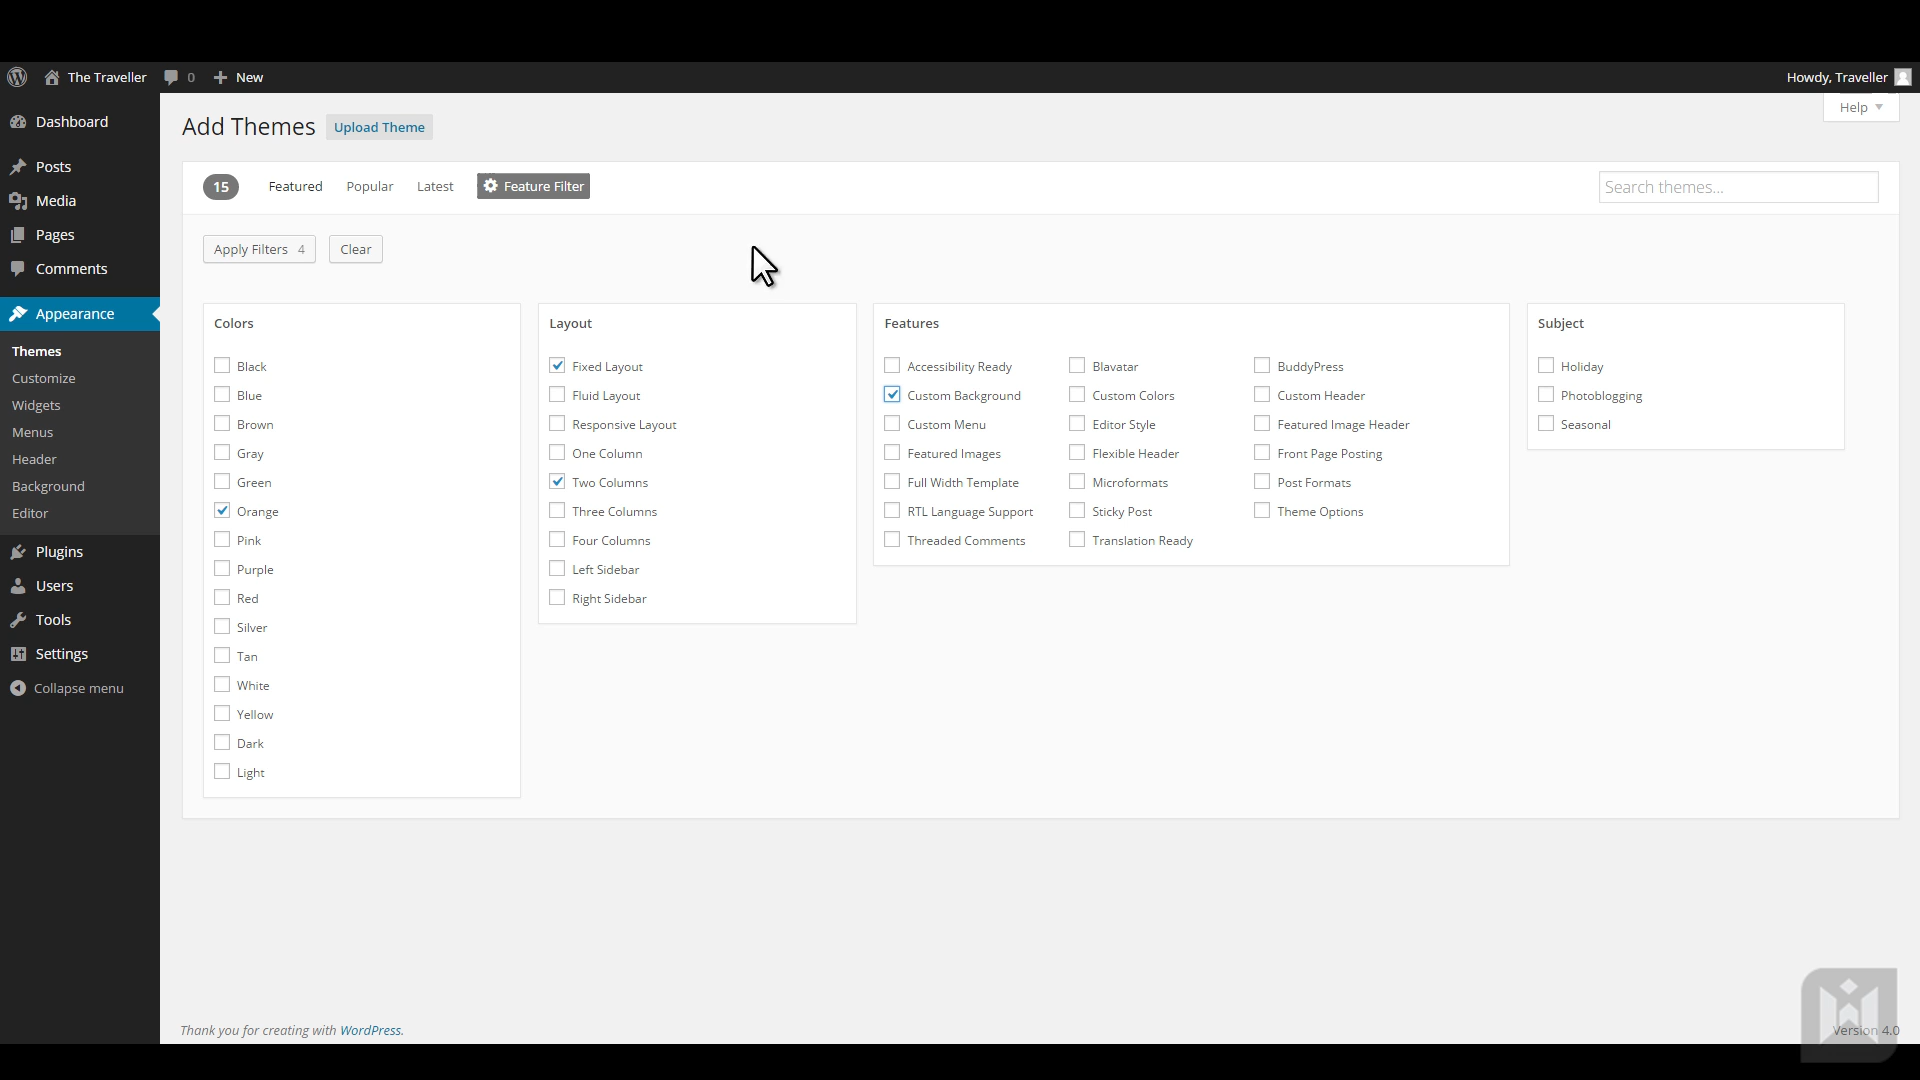 The Traveller 0 New Howdy, Traveller
Help
Dashboard
Posts
Media
Pages
Comments
Appearance
Themes
Customize
Widgets
Menus
Header
Background
Editor
Plugins
Users
Tools
Settings
Collapse menu
Add Themes Upload Theme
15 Featured Popular Latest Feature Filter Search themes...
Apply Filters 4 Clear
Colors
Black
Blue
Brown
Gray
Green
Orange
Pink
Purple
Red
Silver
Tan
White
Yellow
Dark
Light
Layout
Fixed Layout
Fluid Layout
Responsive Layout
One Column
Two Columns
Three Columns
Four Columns
Left Sidebar
Right Sidebar
Features
Accessibility Ready Blavatar BuddyPress
Custom Background Custom Colors Custom Header
Custom Menu Editor Style Featured Image Header
Featured Images Flexible Header Front Page Posting
Full Width Template Microformats Post Formats
RTL Language Support Sticky Post Theme Options
Threaded Comments Translation Ready
Subject
Holiday
Photoblogging
Seasonal
Thank you for creating with WordPress.
Version 4.0